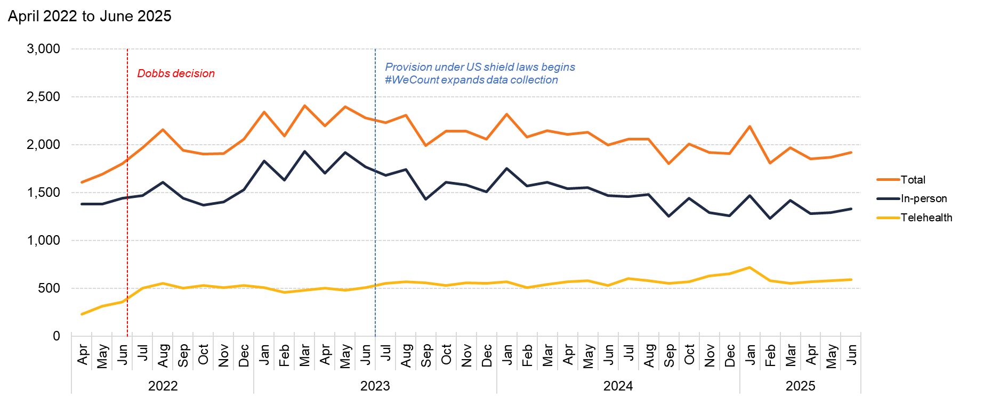 April 2022 to June 2025
3,000
2,500
2,000
1,500
1,000
500
0
Dobbs decision
Provision under US shield laws begins
#WeCount expands data collection
Total
In-person
Telehealth
Apr May Jun Jul Aug Sep Oct Nov Dec Jan Feb Mar Apr May Jun Jul Aug Sep Oct Nov Dec Jan Feb Mar Apr May Jun Jul Aug Sep Oct Nov Dec Jan Feb Mar Apr May Jun
2022 2023 2024 2025